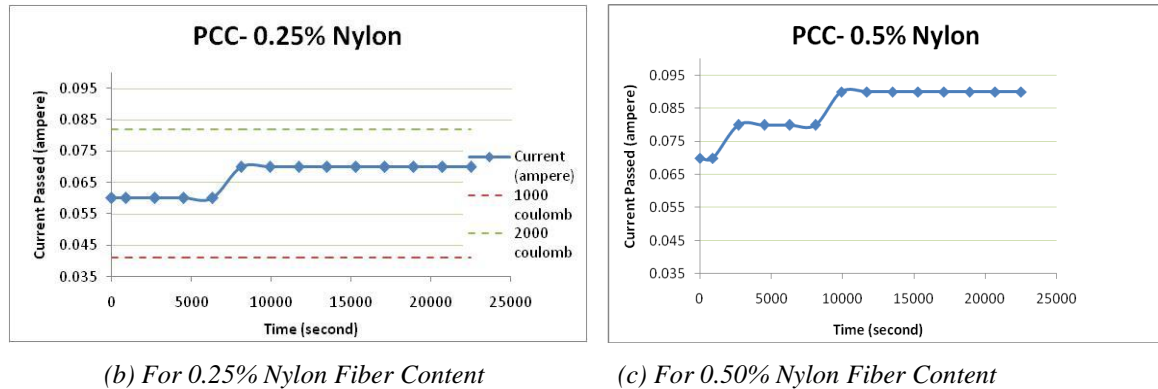 PCC- 0.25% Nylon
Current Passed (ampere)
0.095
0.085
0.075
0.065
0.055
0.045
0.035
0
5000
10000
15000
20000
25000
Time (second)
Current
(ampere)
1000
coulomb
2000
coulomb
(b) For 0.25% Nylon Fiber Content
PCC- 0.5% Nylon
Current Passed (ampere)
0.095
0.085
0.075
0.065
0.055
0.045
0.035
0
5000
10000
15000
20000
25000
Time (second)
(c) For 0.50% Nylon Fiber Content